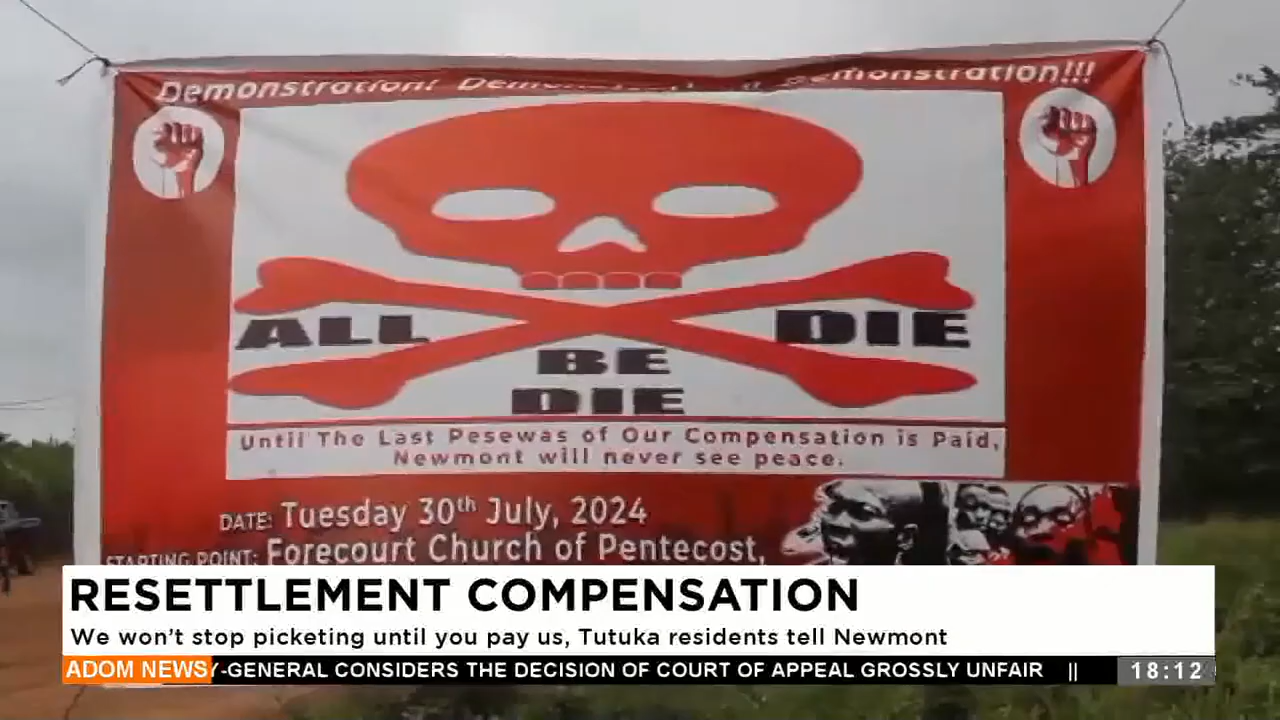 Demonstration! Demonstration!!!
ALL DIE
BE
DIE
Until The Last Pesewas of Our Compensation is Paid,
Newmont will never see peace.
DATE: Tuesday 30th July, 2024
STARTING POINT: Forecourt Church of Pentecost,
RESETTLEMENT COMPENSATION
We won't stop picketing until you pay us, Tutuka residents tell Newmont
ADOM NEWS Y-GENERAL CONSIDERS THE DECISION OF COURT OF APPEAL GROSSLY UNFAIR || 18:12